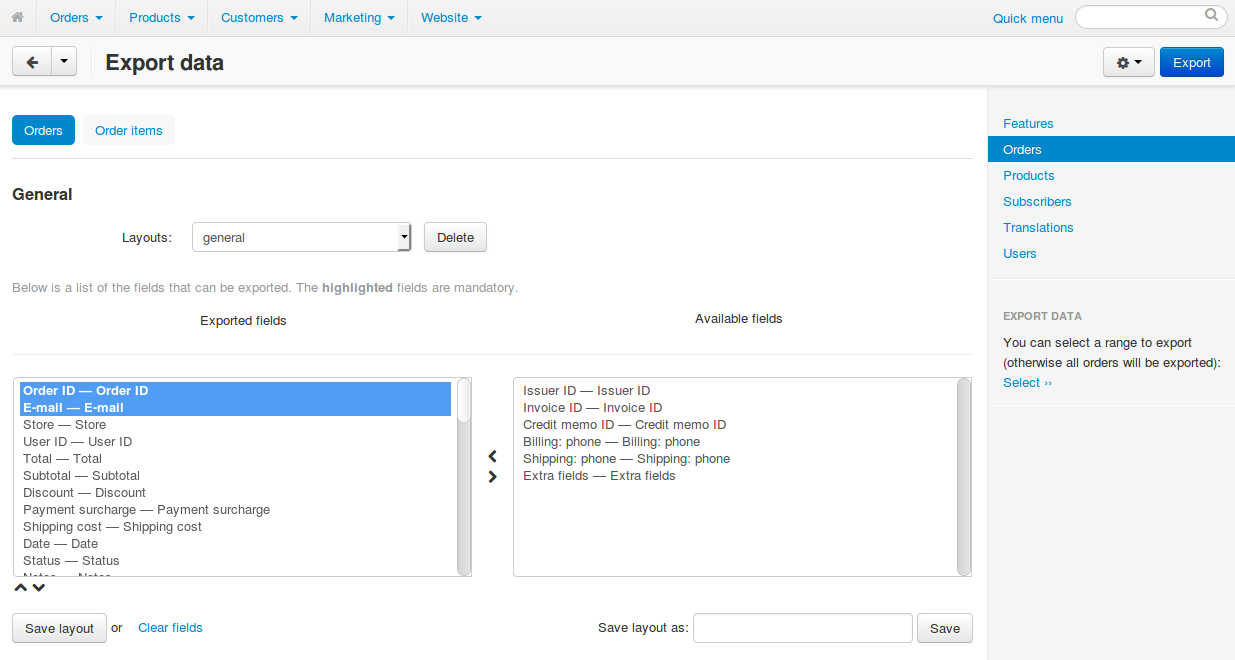 Orders Products Customers Marketing Website Quick menu
Export data Export
Orders Order items
General
Layouts: general Delete
Below is a list of the fields that can be exported. The highlighted fields are mandatory.
Exported fields
Available fields
Order ID — Order ID
E-mail — E-mail
Store — Store
User ID — User ID
Total — Total
Subtotal — Subtotal
Discount — Discount
Payment surcharge — Payment surcharge
Shipping cost — Shipping cost
Date — Date
Status — Status
Notes — Notes
Issuer ID — Issuer ID
Invoice ID — Invoice ID
Credit memo ID — Credit memo ID
Billing: phone — Billing: phone
Shipping: phone — Shipping: phone
Extra fields — Extra fields
Save layout or Clear fields
Save layout as: Save
Features
Orders
Products
Subscribers
Translations
Users
EXPORT DATA
You can select a range to export
(otherwise all orders will be exported):
Select ››